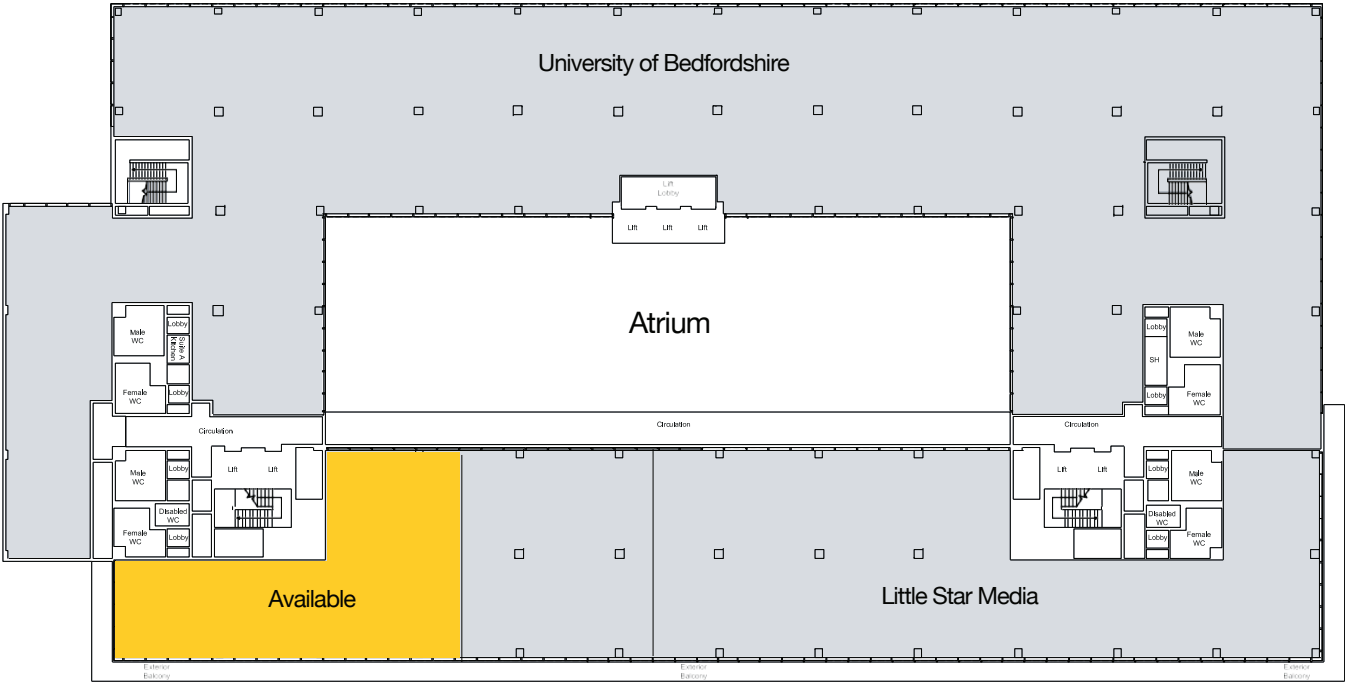 University of Bedfordshire
Lift
Lobby
Lift Lift Lift
Atrium
Male
WC
Lobby
Suite A
Kitchen
Female
WC
Lobby
Lobby
Male
WC
SH
Lobby
Female
WC
Circulation
Circulation
Circulation
Male
WC
Lobby
Lift Lift
Disabled
WC
Female
WC
Lobby
Lift Lift
Lobby
Male
WC
Disabled
WC
Lobby
Female
WC
Available
Little Star Media
Exterior
Balcony
Exterior
Balcony
Exterior
Balcony